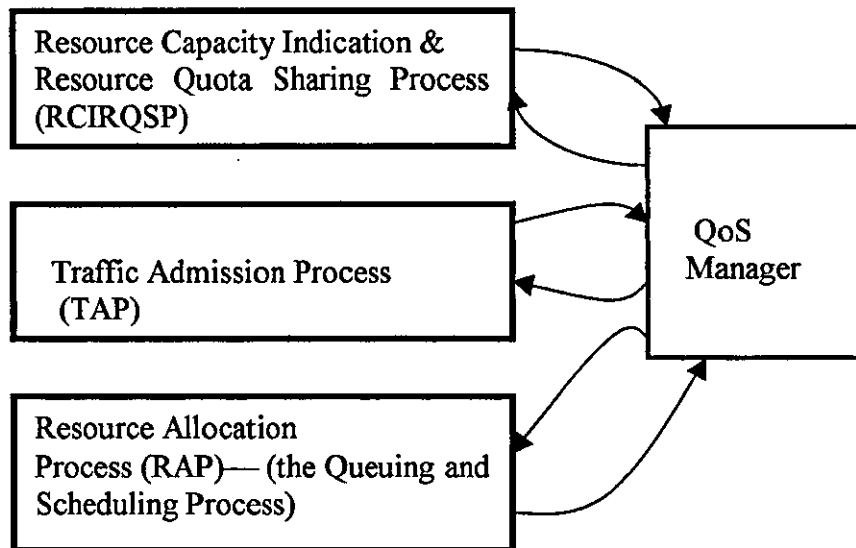 Resource Capacity Indication &
Resource Quota Sharing Process
(RCIRQSP)
Traffic Admission Process
(TAP)
Resource Allocation
Process (RAP)— (the Queuing and
Scheduling Process)
QoS
Manager